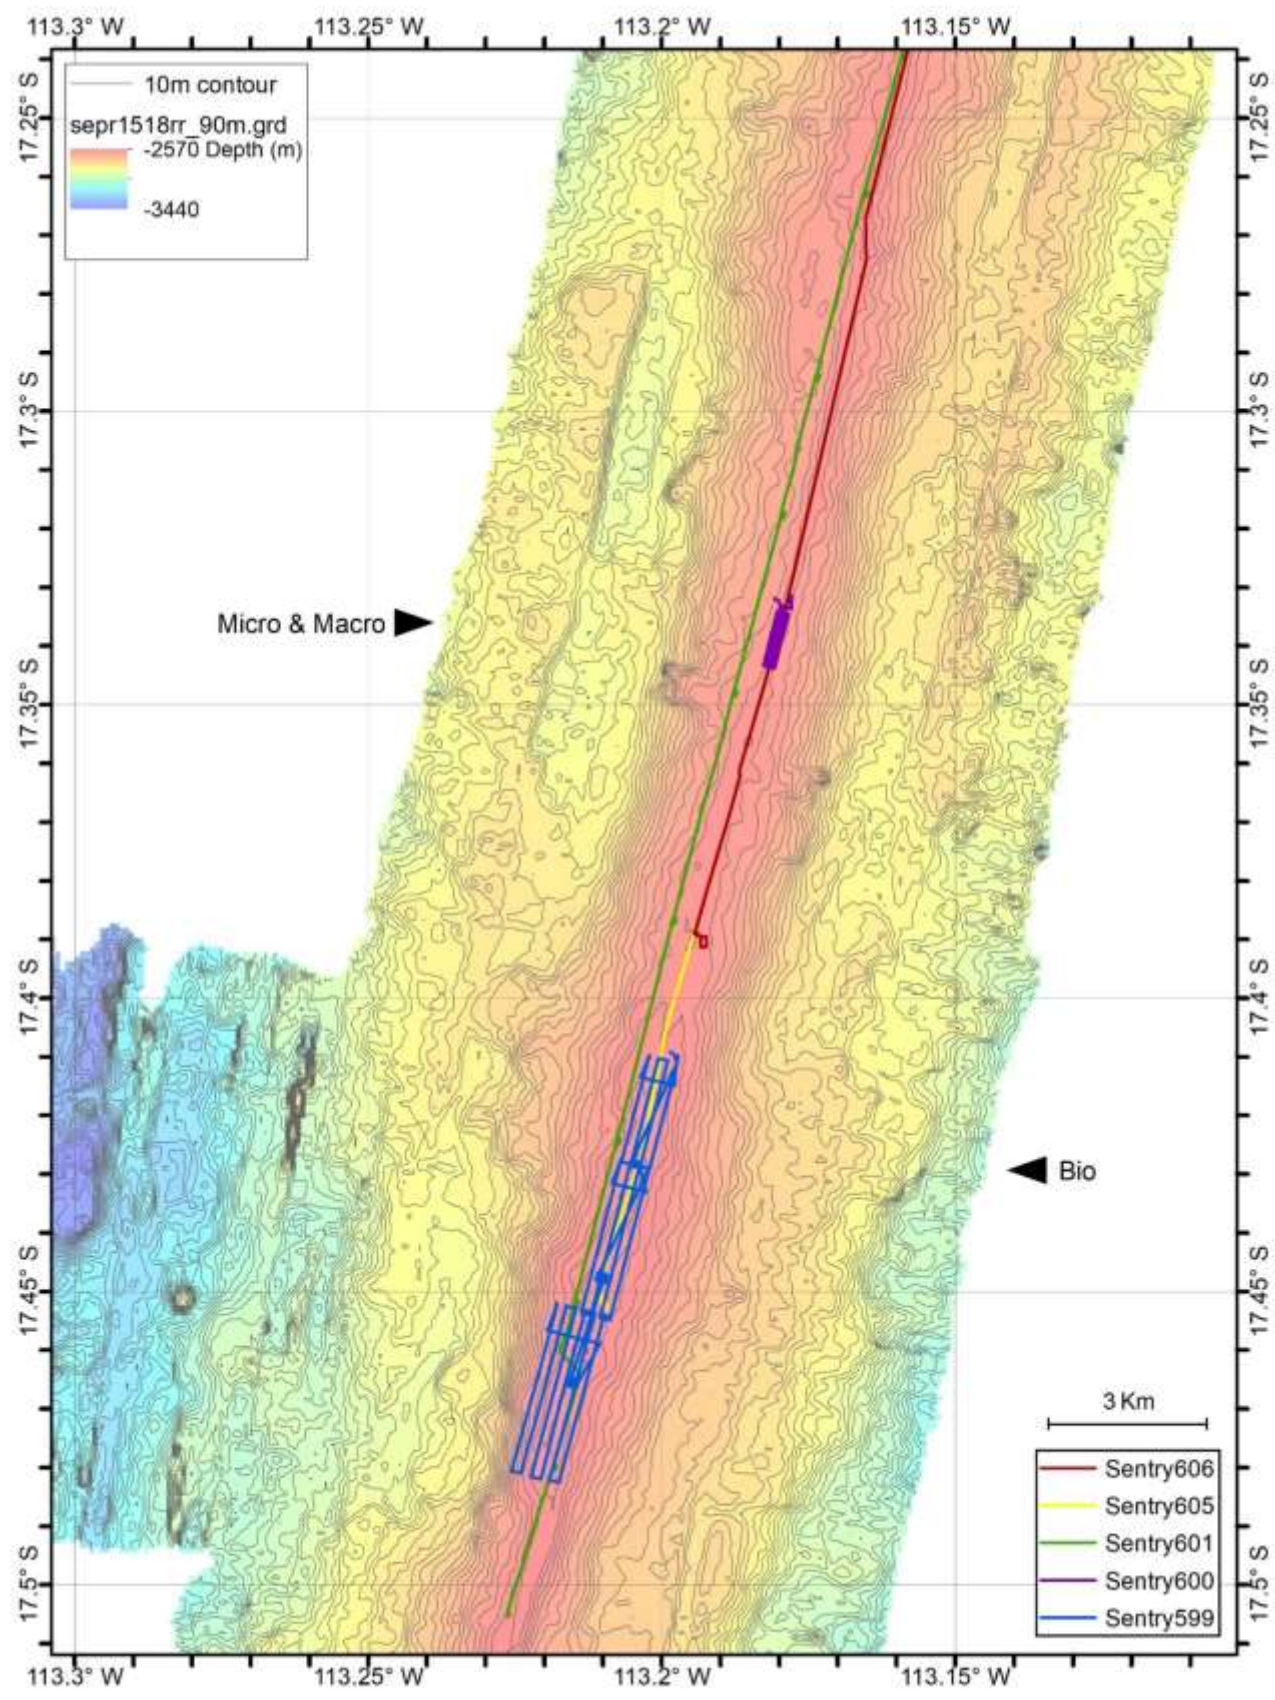 113.3° W 113.25° W 113.2° W 113.15° W
10m contour
sepr1518rr_90m.grd
-2570 Depth (m)
-3440
17.25° S 17.25° S
17.3° S 17.3° S
Micro & Macro
17.35° S 17.35° S
17.4° S 17.4° S
Bio
17.45° S 17.45° S
3 Km
Sentry606
Sentry605
Sentry601
Sentry600
Sentry599
17.5° S 17.5° S
113.3° W 113.25° W 113.2° W 113.15° W